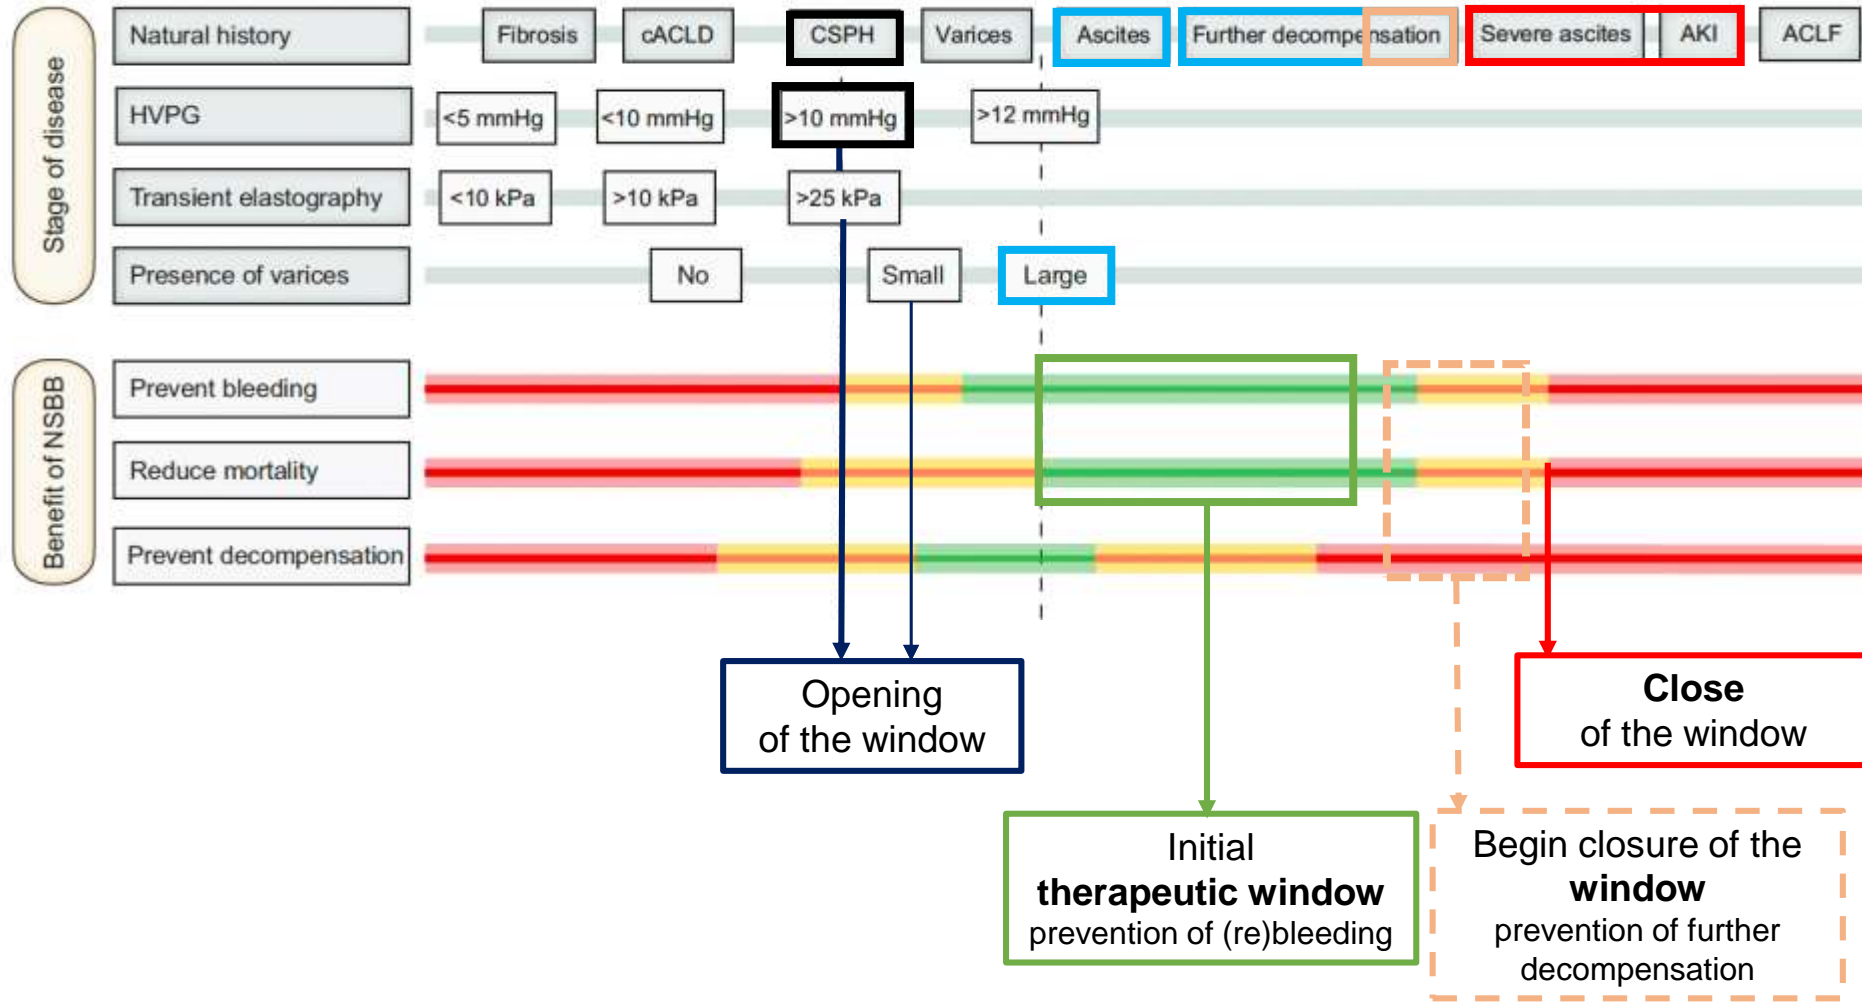 Stage of disease
Natural history
Fibrosis
cACLD
CSPH
Varices
Ascites
Further decompensation
Severe ascites
AKI
ACLF
HVPG
<5 mmHg
<10 mmHg
>10 mmHg
>12 mmHg
Transient elastography
<10 kPa
>10 kPa
>25 kPa
Presence of varices
No
Small
Large
Benefit of NSBB
Prevent bleeding
Reduce mortality
Prevent decompensation
Opening
of the window
Close
of the window
Initial
therapeutic window
prevention of (re)bleeding
Begin closure of the
window
prevention of further
decompensation